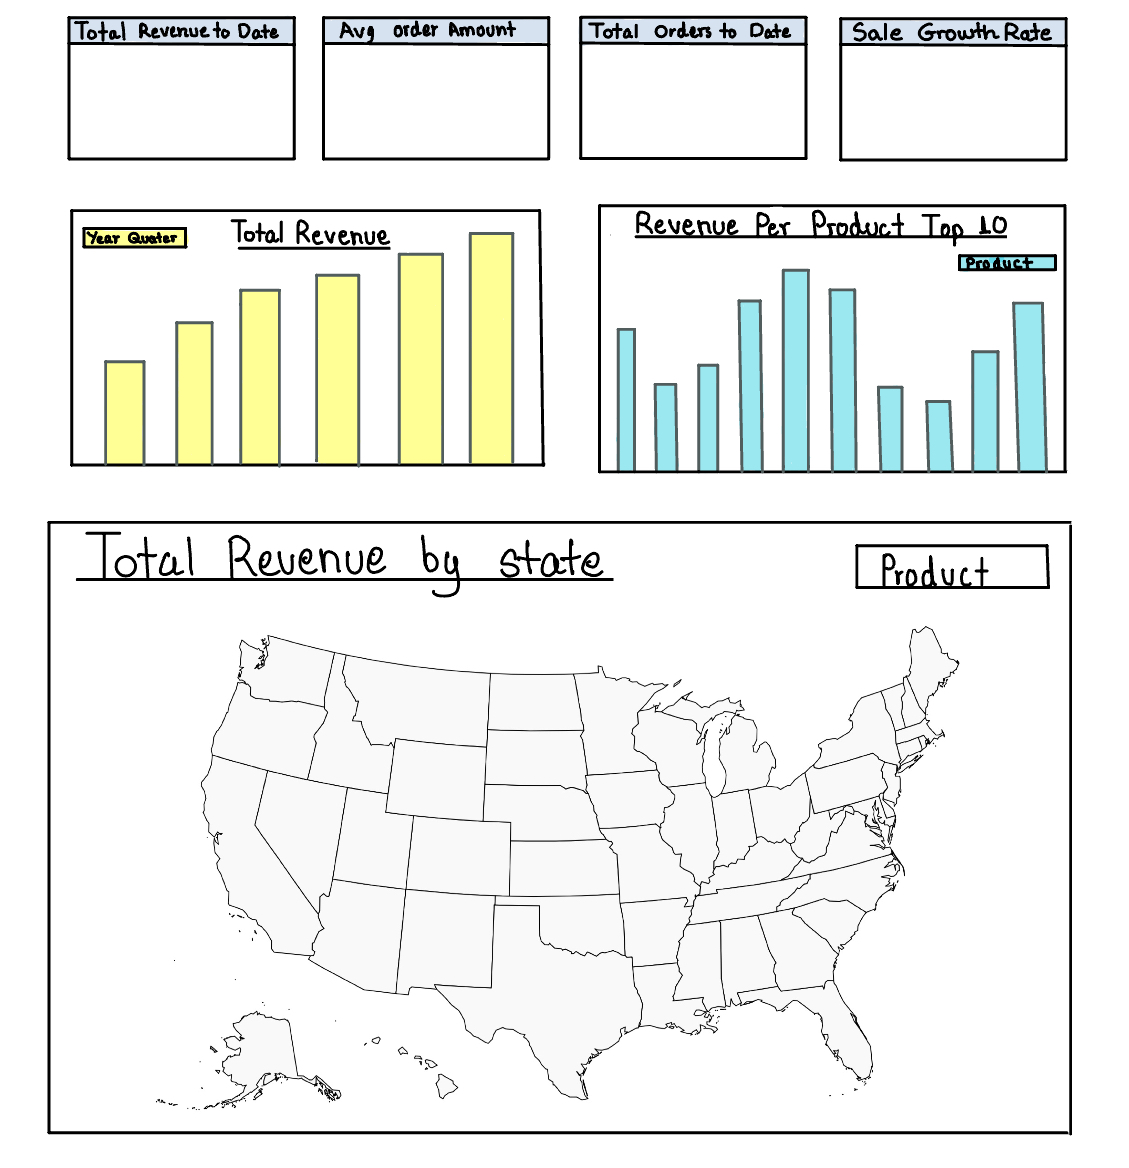 Total Revenue to Date
Avg order Amount
Total Orders to Date
Sale Growth Rate
Year Quater
Total Revenue
Revenue Per Product Top 10
Product
Total Revenue by state
Product